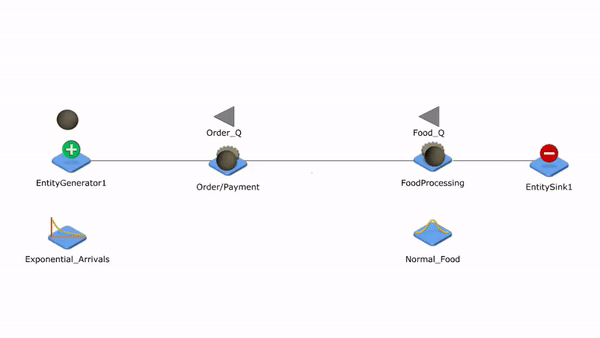 Order_Q
Food_Q
EntityGenerator1
Order/Payment
FoodProcessing
EntitySink1
Exponential_Arrivals
Normal_Food